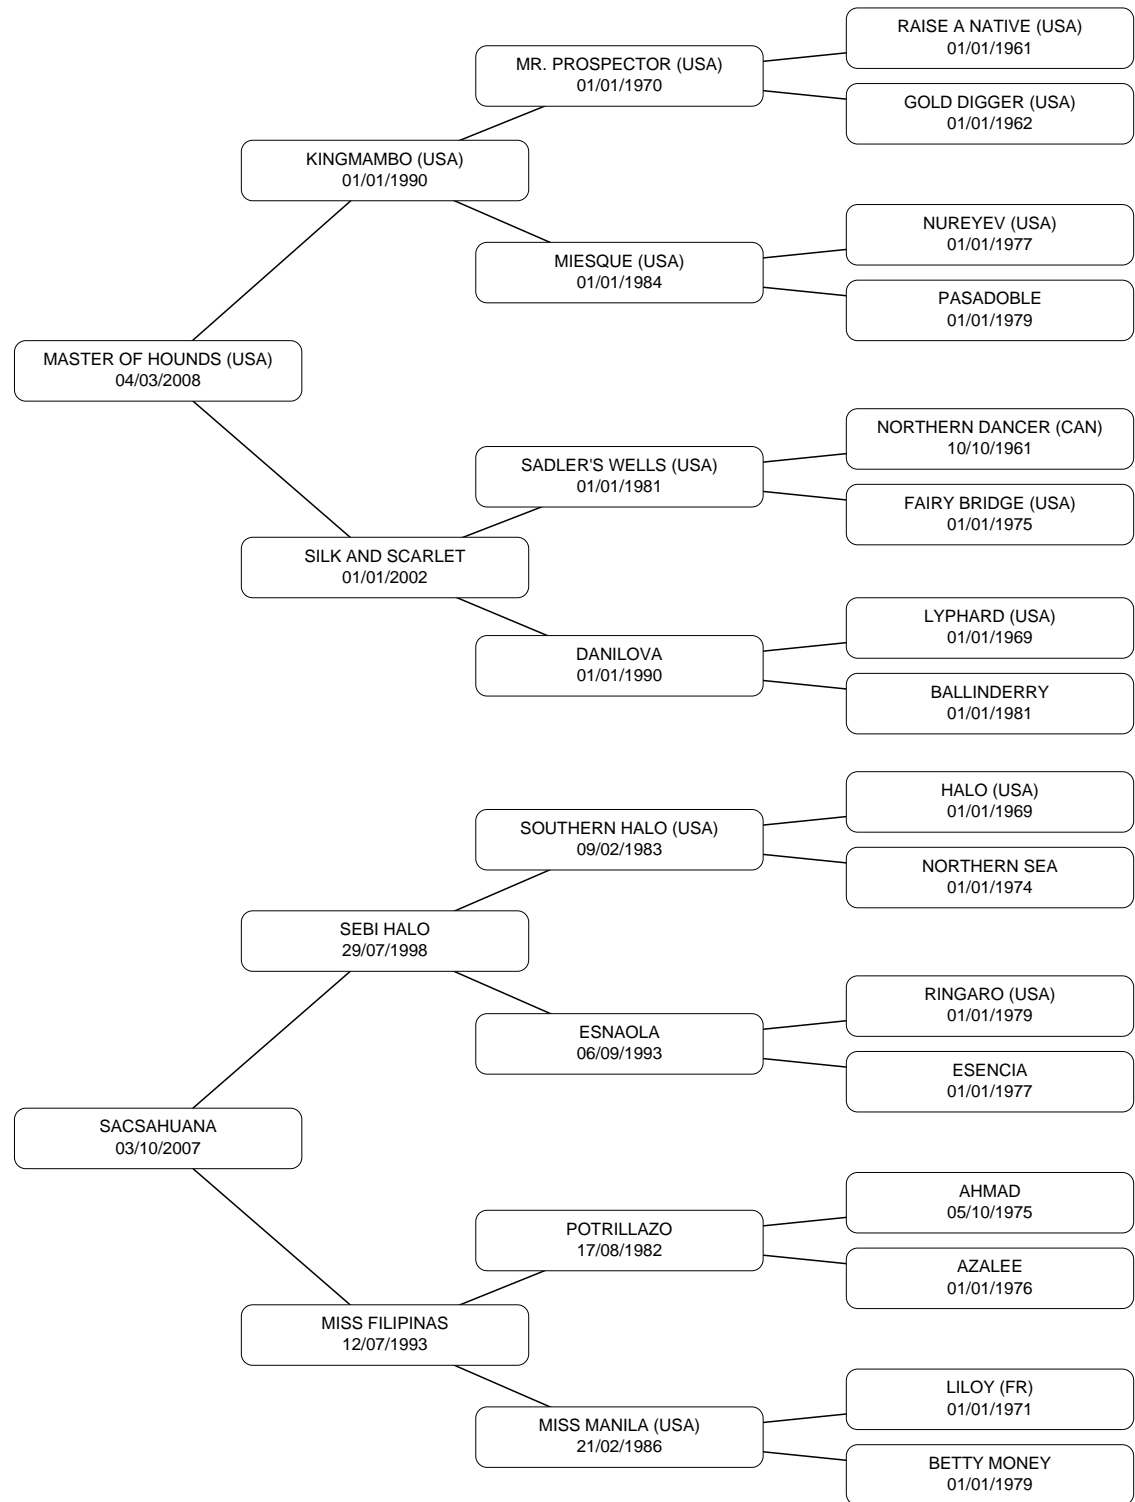 RAISE A NATIVE (USA)
01/01/1961
MR. PROSPECTOR (USA)
01/01/1970
GOLD DIGGER (USA)
01/01/1962
KINGMAMBO (USA)
01/01/1990
NUREYEV (USA)
01/01/1977
MIESQUE (USA)
01/01/1984
PASADOBLE
01/01/1979
MASTER OF HOUNDS (USA)
04/03/2008
NORTHERN DANCER (CAN)
10/10/1961
SADLER'S WELLS (USA)
01/01/1981
FAIRY BRIDGE (USA)
01/01/1975
SILK AND SCARLET
01/01/2002
LYPHARD (USA)
01/01/1969
DANILOVA
01/01/1990
BALLINDERRY
01/01/1981
HALO (USA)
01/01/1969
SOUTHERN HALO (USA)
09/02/1983
NORTHERN SEA
01/01/1974
SEBI HALO
29/07/1998
RINGARO (USA)
01/01/1979
ESNAOLA
06/09/1993
ESENCIA
01/01/1977
SACSAHUANA
03/10/2007
AHMAD
05/10/1975
POTRILLAZO
17/08/1982
AZALEE
01/01/1976
MISS FILIPINAS
12/07/1993
LILOY (FR)
01/01/1971
MISS MANILA (USA)
21/02/1986
BETTY MONEY
01/01/1979